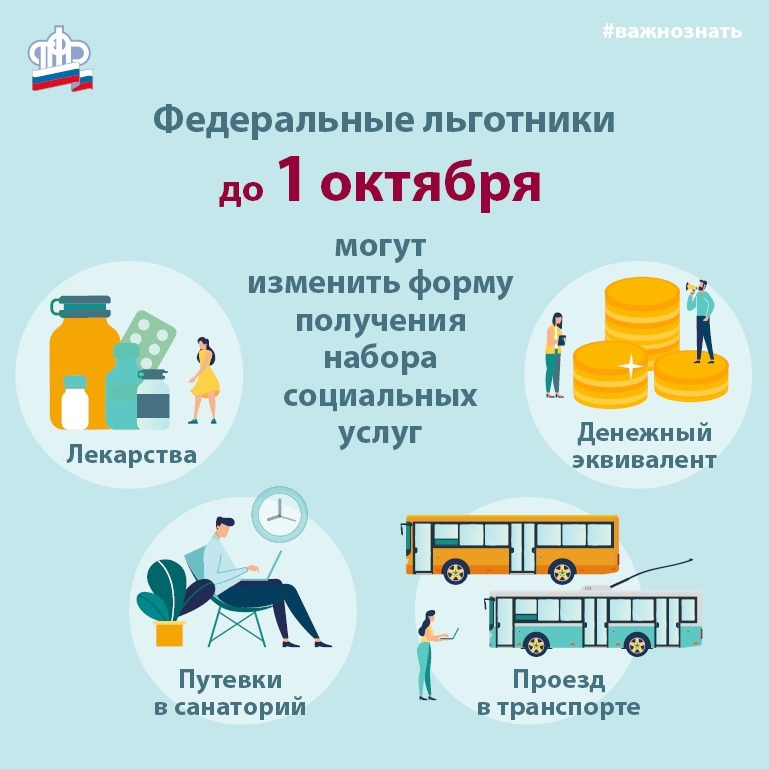 #важнознать
Федеральные льготники
до 1 октября
могут
изменить форму
получения
набора
социальных
услуг
Лекарства
Денежный
эквивалент
Путевки
в санаторий
Проезд
в транспорте